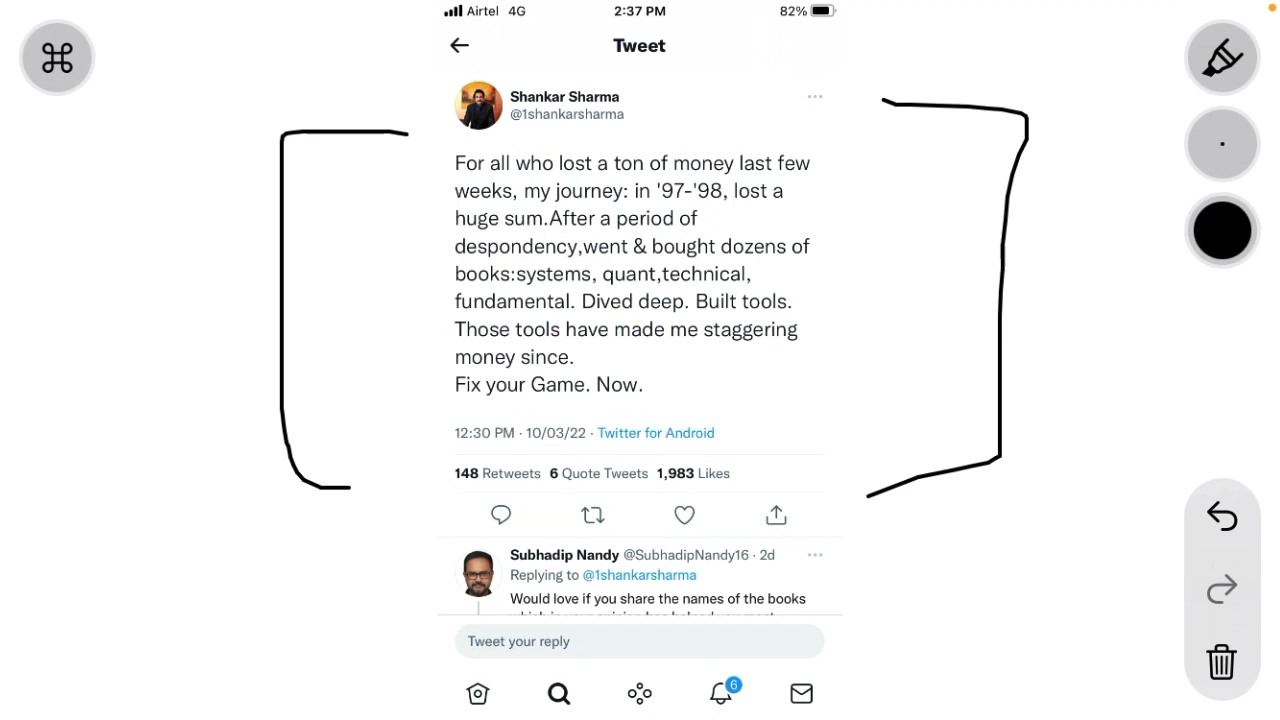 Airtel 4G 2:37 PM 82%
Tweet
Shankar Sharma
@1shankarsharma
For all who lost a ton of money last few
weeks, my journey: in '97-'98, lost a
huge sum.After a period of
despondency,went & bought dozens of
books:systems, quant,technical,
fundamental. Dived deep. Built tools.
Those tools have made me staggering
money since.
Fix your Game. Now.
12:30 PM · 10/03/22 · Twitter for Android
148 Retweets 6 Quote Tweets 1,983 Likes
Subhadip Nandy @SubhadipNandy16 · 2d
Replying to @1shankarsharma
Would love if you share the names of the books
Tweet your reply
6